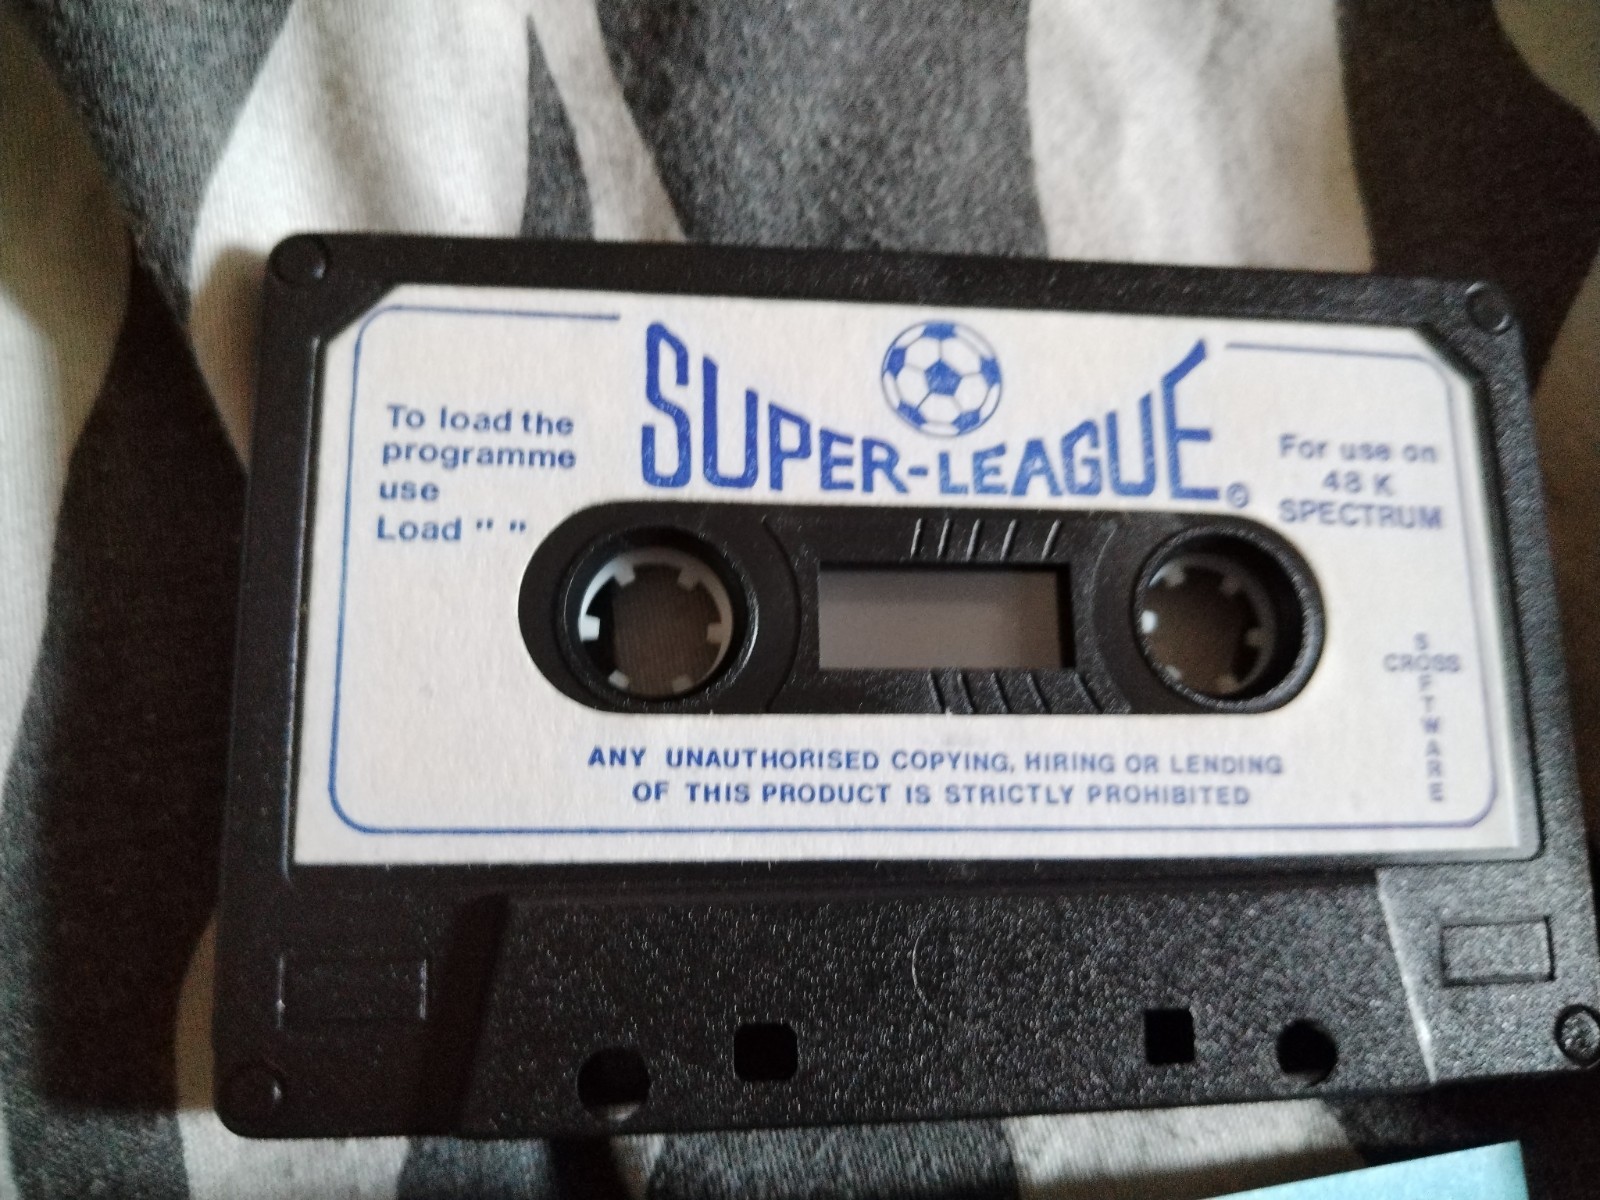 SUPER-LEAGUE ©
To load the
programme
use
Load " "
For use on
48 K
SPECTRUM
CROSS
SOFTWARE
ANY UNAUTHORISED COPYING, HIRING OR LENDING
OF THIS PRODUCT IS STRICTLY PROHIBITED